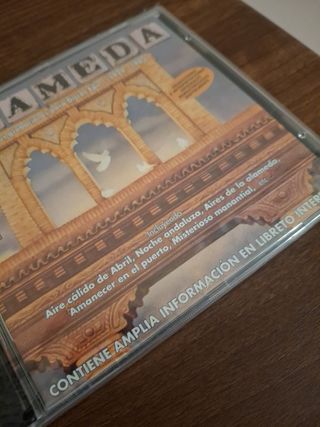 AMEDA
Incluyendo
Aire cálido de Abril, Noche andaluza, Aires de la alameda,
Amanecer en el puerto, Misterioso manantial, etc
CONTIENE AMPLIA INFORMACIÓN EN LIBRETO INTER